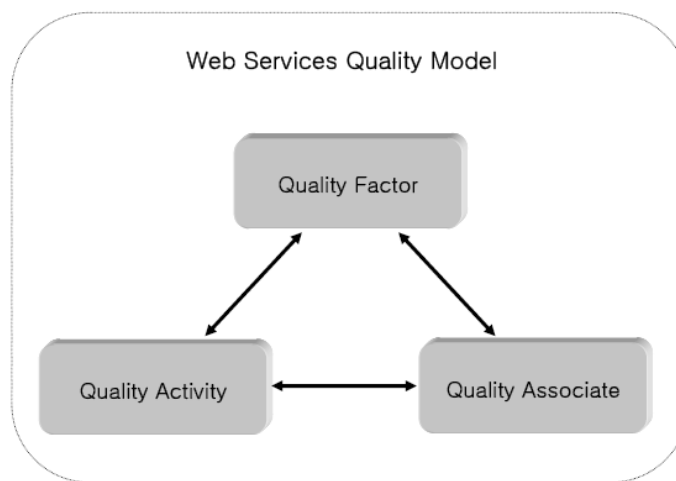 Web Services Quality Model
Quality Factor
Quality Activity
Quality Associate